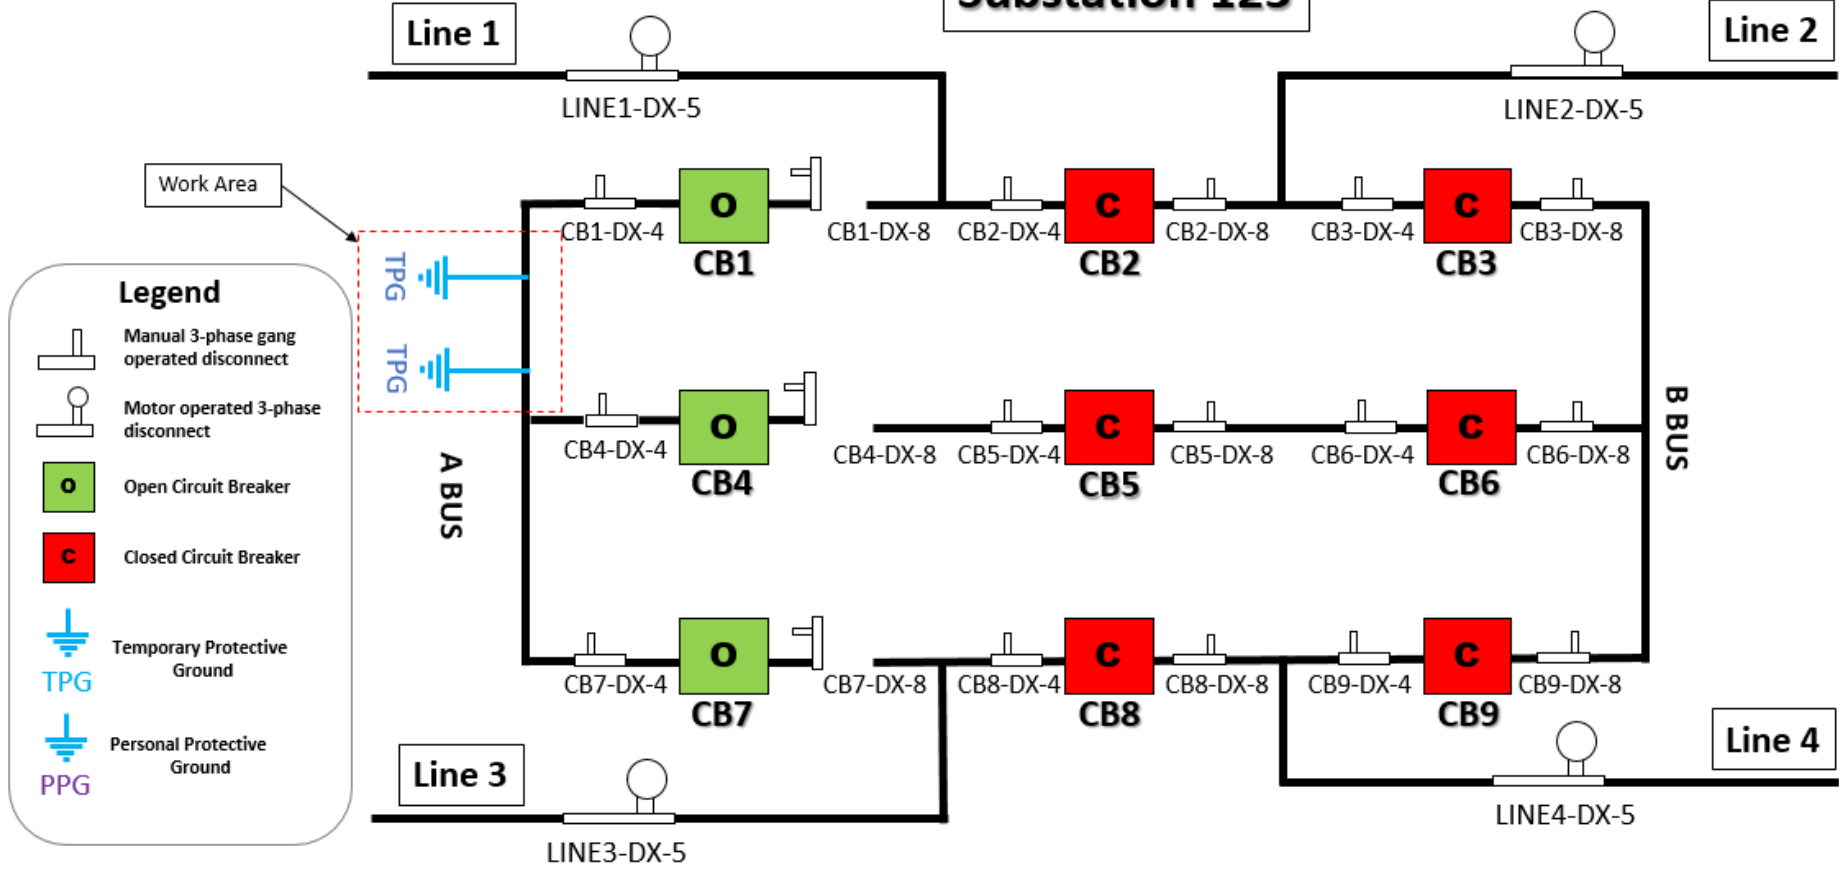 Substation 123
Line 1
Line 2
LINE1-DX-5
LINE2-DX-5
Work Area
O
C
C
CB1-DX-4
CB1-DX-8
CB2-DX-4
CB2-DX-8
CB3-DX-4
CB3-DX-8
CB1
CB2
CB3
TPG
TPG
Legend
Manual 3-phase gang
operated disconnect
Motor operated 3-phase
disconnect
O
Open Circuit Breaker
C
Closed Circuit Breaker
TPG
Temporary Protective
Ground
PPG
Personal Protective
Ground
O
C
C
CB4-DX-4
CB4-DX-8
CB5-DX-4
CB5-DX-8
CB6-DX-4
CB6-DX-8
CB4
CB5
CB6
A BUS
B BUS
O
C
C
CB7-DX-4
CB7-DX-8
CB8-DX-4
CB8-DX-8
CB9-DX-4
CB9-DX-8
CB7
CB8
CB9
Line 3
Line 4
LINE3-DX-5
LINE4-DX-5